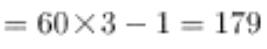 = 60×3 − 1 = 179